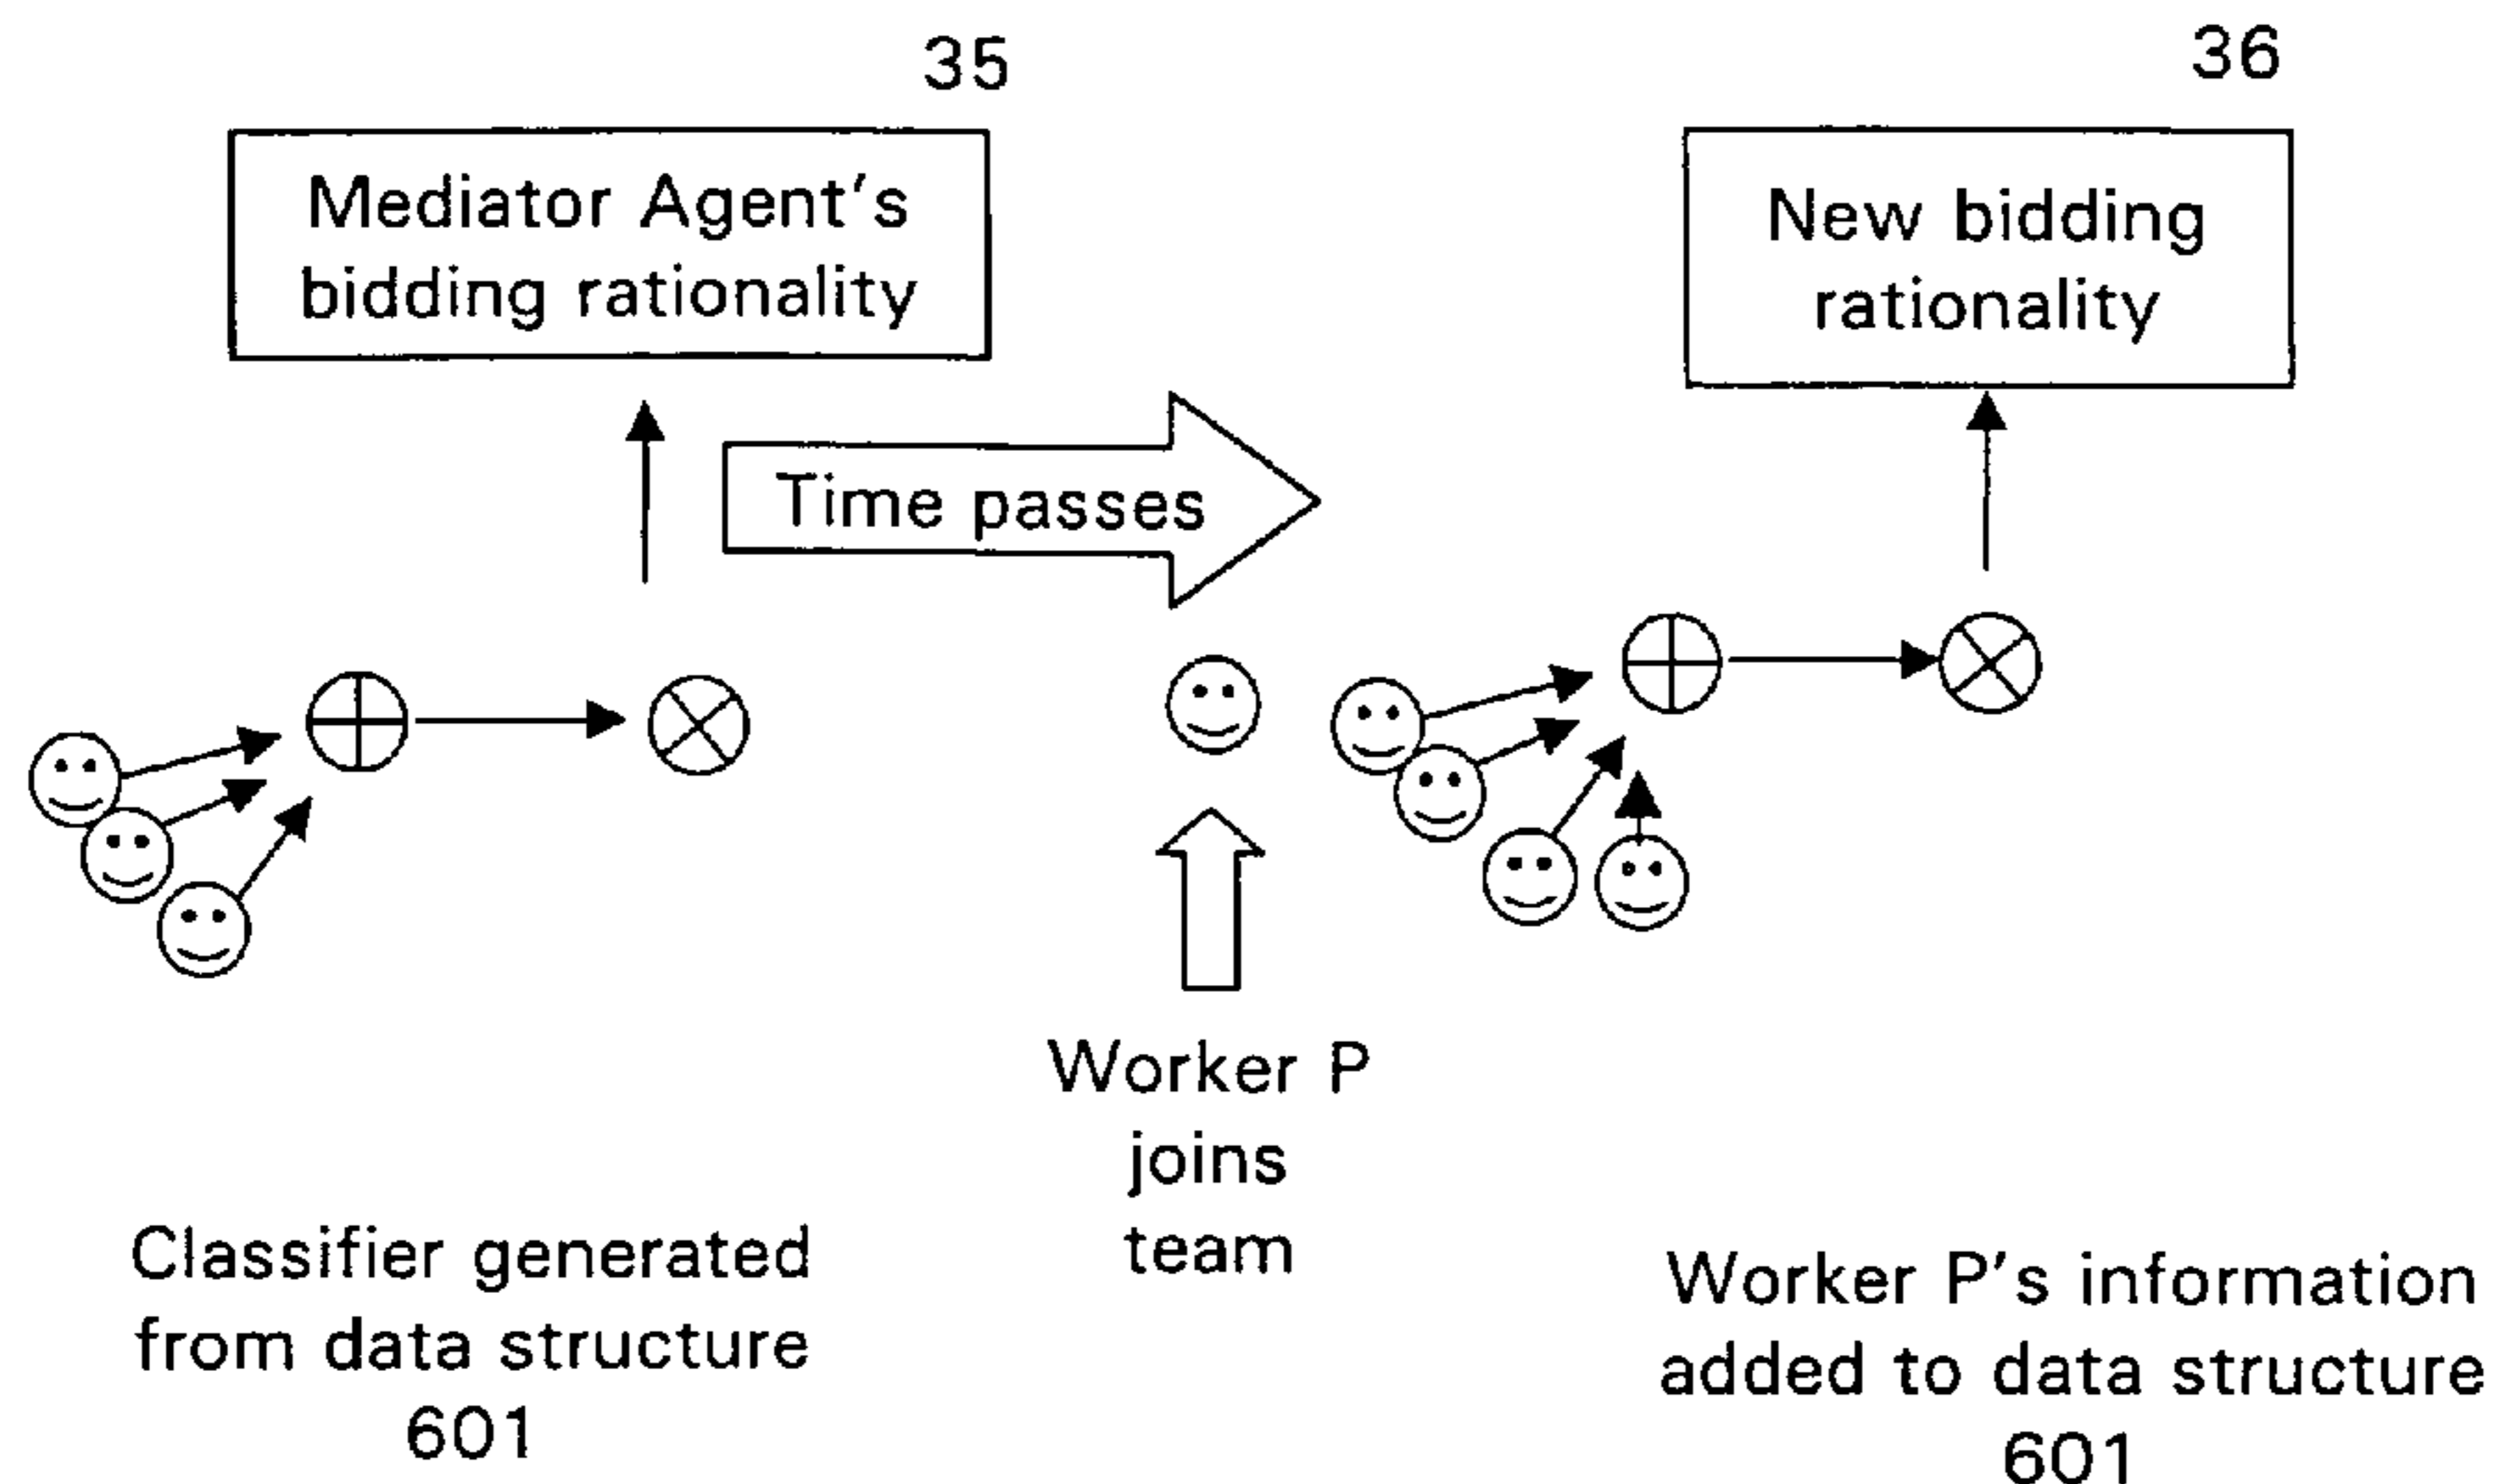 35
Mediator Agent's
bidding rationality
36
New bidding
rationality
Time passes
Worker P
joins
team
Classifier generated
from data structure
601
Worker P's information
added to data structure
601